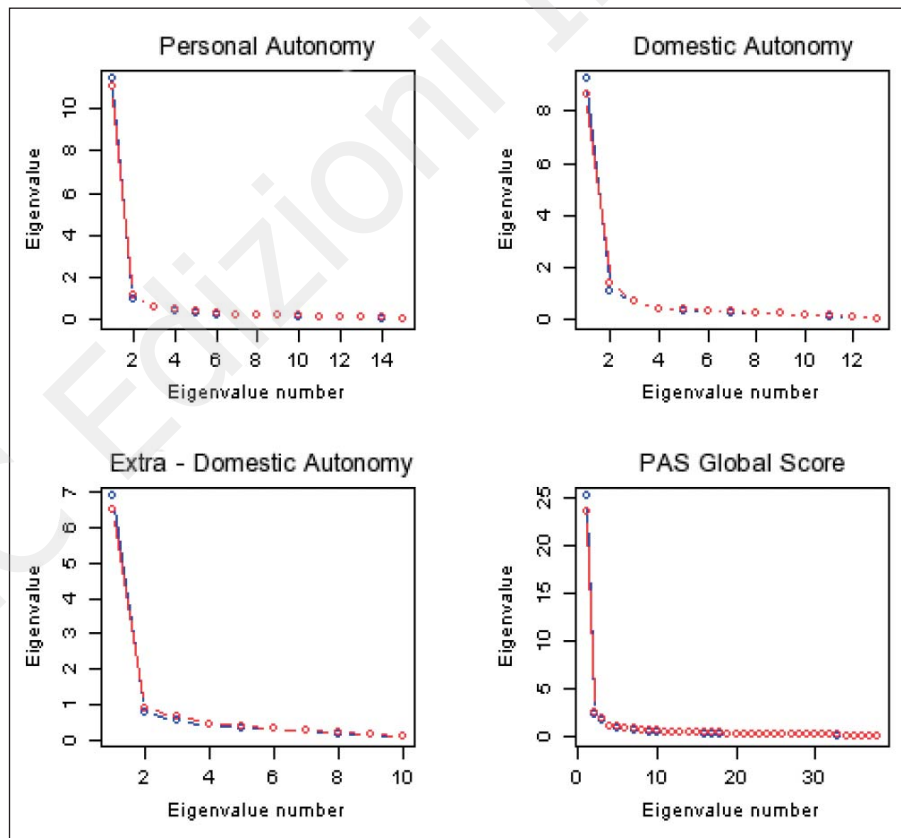 Personal Autonomy
Eigenvalue
0 2 4 6 8 10
2 4 6 8 10 12 14
Eigenvalue number
Domestic Autonomy
Eigenvalue
0 2 4 6 8
2 4 6 8 10 12
Eigenvalue number
Extra - Domestic Autonomy
Eigenvalue
0 1 2 3 4 5 6 7
2 4 6 8 10
Eigenvalue number
PAS Global Score
Eigenvalue
0 5 10 15 20 25
0 10 20 30
Eigenvalue number
Edizioni